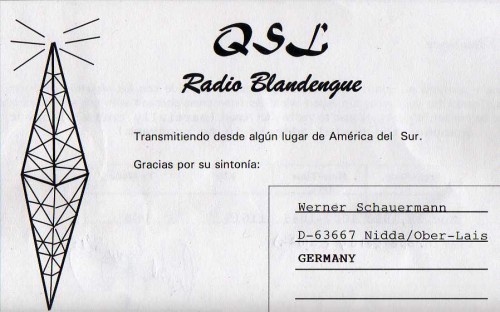 QSL
Radio Blandengue
Transmitiendo desde algún lugar de América del Sur.
Gracias por su sintonía:
Werner Schauermann
D-63667 Nidda/Ober-Lais
GERMANY